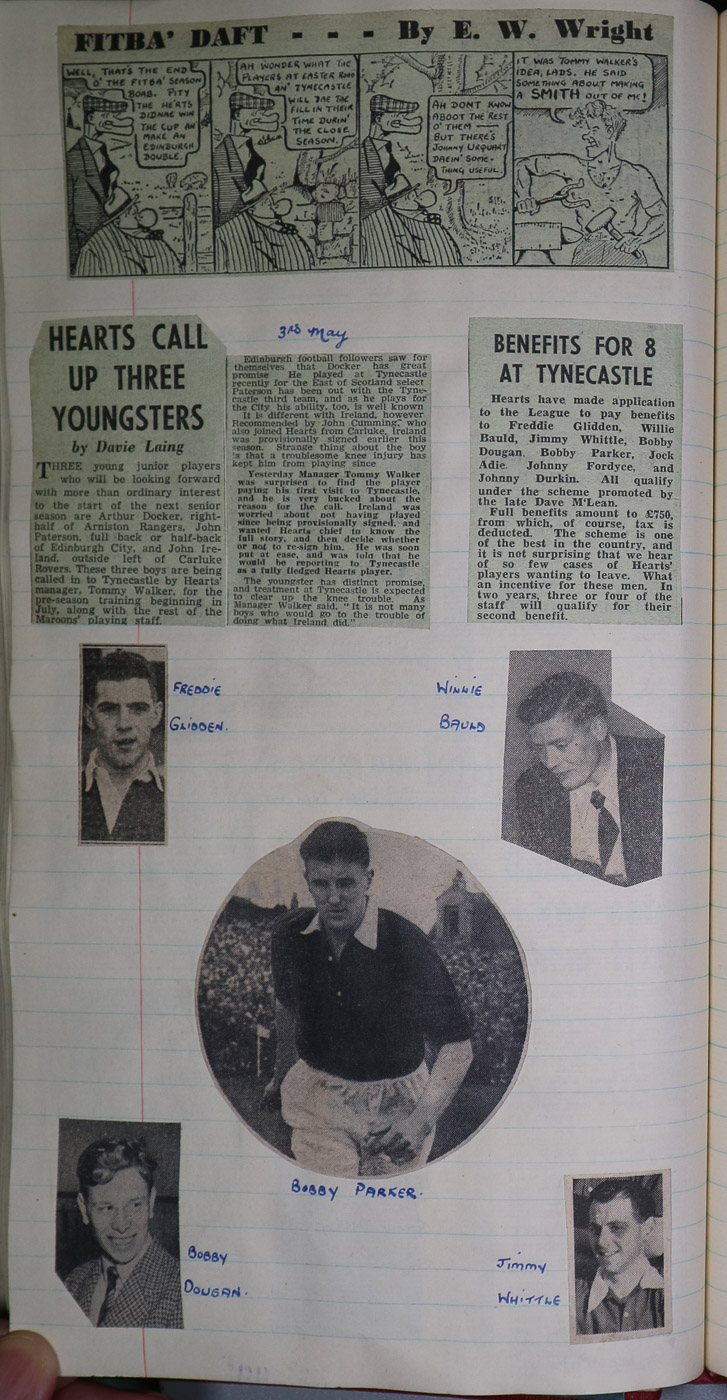 FITBA' DAFT - - - By E. W. Wright
WELL, THAT'S THE END
O' THE FITBA' SEASON
BOAB. PITY
THE HERTS
DIDNAE WIN
THE CUP AN'
MAKE AN
EDINBURGH
DOUBLE.
AH WONDER WHAT THE
PLAYERS AT EASTER ROAD
AN' TYNECASTLE
WILL DAE TAE
FILL IN THEIR
TIME DURIN'
THE CLOSE
SEASON.
AH DONT KNOW
ABOOT THE REST
O' THEM —
BUT THERE'S
JOHNNY URQUHART
DAEIN' SOME-
THING USEFUL.
IT WAS TOMMY WALKER'S
IDEA, LADS. HE SAID
SOMETHING ABOUT MAKING
A SMITH OUT OF ME!
HEARTS CALL
UP THREE
YOUNGSTERS
by Davie Laing
THREE young junior players
who will be looking forward
with more than ordinary interest
to the start of the next senior
season are Arthur Docker, right-
half of Arniston Rangers, John
Paterson, full back or half-back
of Edinburgh City, and John Ire-
land, outside left of Carluke
Rovers. These three boys are being
called in to Tynecastle by Hearts'
manager, Tommy Walker, for the
pre-season training beginning in
July, along with the rest of the
Maroons' playing staff.
3rd May
Edinburgh football followers saw for
themselves that Docker has great
promise He played at Tynecastle
recently for the East of Scotland select
Paterson has been out with the Tyne-
castle third team, and as he plays for
the City, his ability, too, is well known
It is different with Ireland, however
Recommended by John Cumming, who
also joined Hearts from Carluke, Ireland
was provisionally signed earlier this
season. Strange thing about the boy
is that a troublesome knee injury has
kept him from playing since
Yesterday Manager Tommy Walker
was surprised to find the player
paying his first visit to Tynecastle,
and he is very bucked about the
reason for the call. Ireland was
worried about not having played
since being provisionally signed, and
wanted Hearts chief to know the
full story, and then decide whether
or not to re-sign him. He was soon
put at ease, and was told that he
would be reporting to Tynecastle
as a fully fledged Hearts player.
The youngster has distinct promise,
and treatment at Tynecastle is expected
to clear up the knee trouble. As
Manager Walker said, "It is not many
boys who would go to the trouble of
doing what Ireland did."
BENEFITS FOR 8
AT TYNECASTLE
Hearts have made application
to the League to pay benefits
to Freddie Glidden, Willie
Bauld, Jimmy Whittle, Bobby
Dougan, Bobby Parker, Jock
Adie, Johnny Fordyce, and
Johnny Durkin. All qualify
under the scheme promoted by
the late Dave M'Lean.
Full benefits amount to £750,
from which, of course, tax is
deducted. The scheme is one
of the best in the country, and
it is not surprising that we hear
of so few cases of Hearts'
players wanting to leave. What
an incentive for these men. In
two years, three or four of the
staff will qualify for their
second benefit.
FREDDIE
GLIDDEN.
WILLIE
BAULD
BOBBY PARKER.
BOBBY
DOUGAN.
JIMMY
WHITTLE